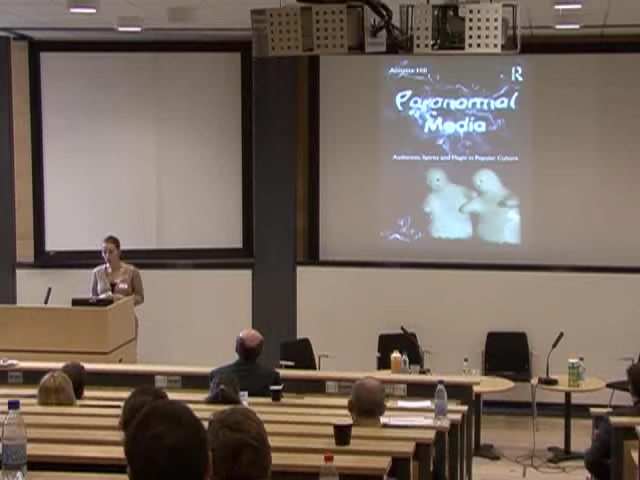 Annette Hill
R
Paranormal
Media
Audiences, Spirits and Magic in Popular Culture